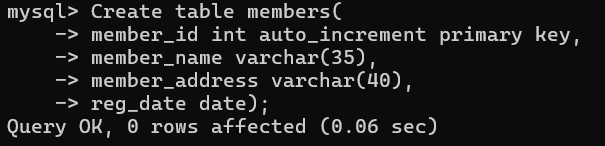 mysql> Create table members(
    -> member_id int auto_increment primary key,
    -> member_name varchar(35),
    -> member_address varchar(40),
    -> reg_date date);
Query OK, 0 rows affected (0.06 sec)